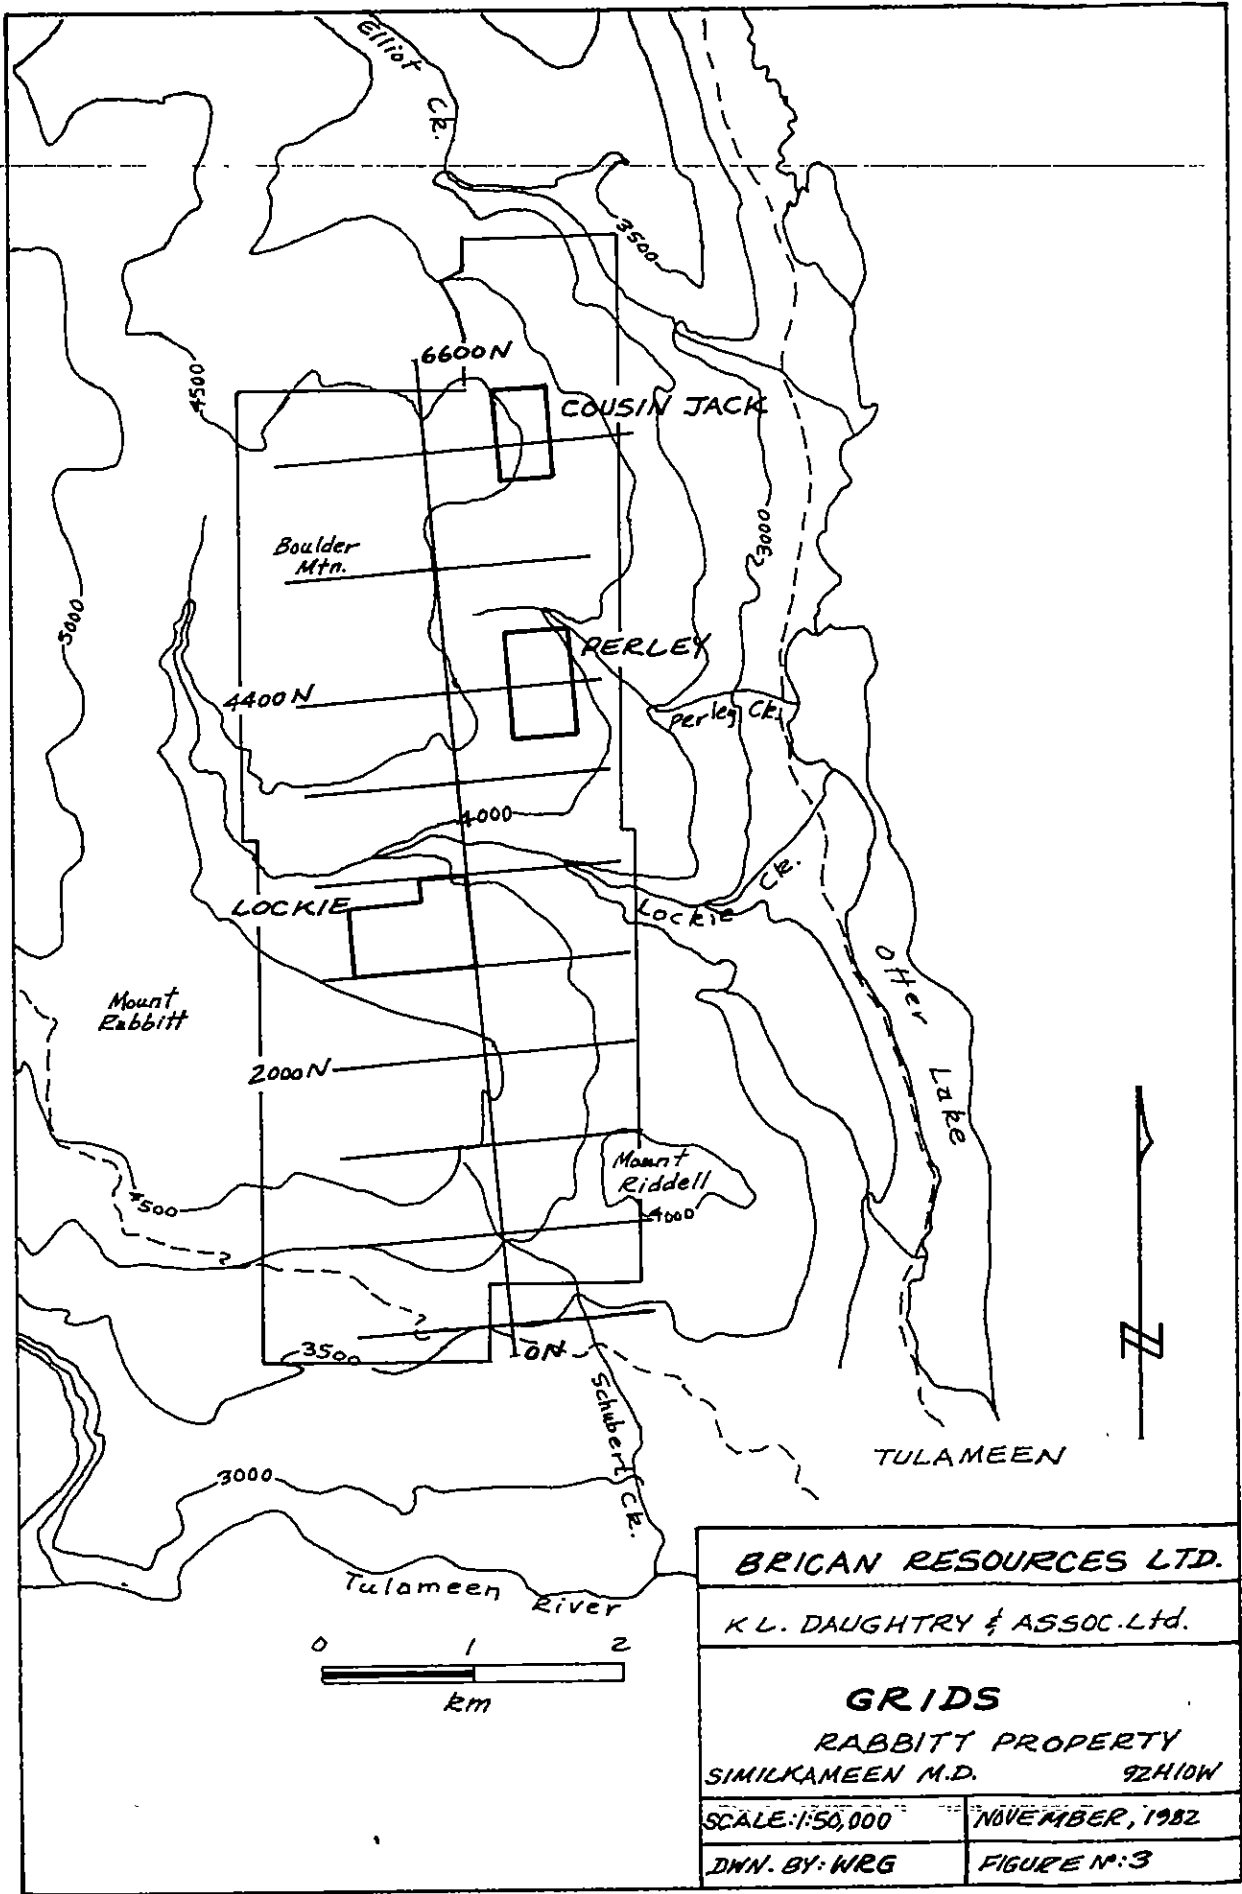 Elliot
Ck.
3500
6600N
4500
COUSIN JACK
3000
Boulder
Mtn.
5000
PERLEY
4400N
Perley Ck.
4000
Ck.
LOCKIE
Lockie
Otter
Lake
Mount
Rabbitt
2000N
Mount
Riddell
4500
4000
3500
0N
Schubert Ck.
TULAMEEN
3000
Tulameen
River
0 1 2
km
N
BRICAN RESOURCES LTD.
K L. DAUGHTRY & ASSOC. Ltd.
GRIDS
RABBITT PROPERTY
SIMILKAMEEN M.D. 92H10W
SCALE: 1:50,000 NOVEMBER, 1982
DWN. BY: WRG FIGURE Nº: 3